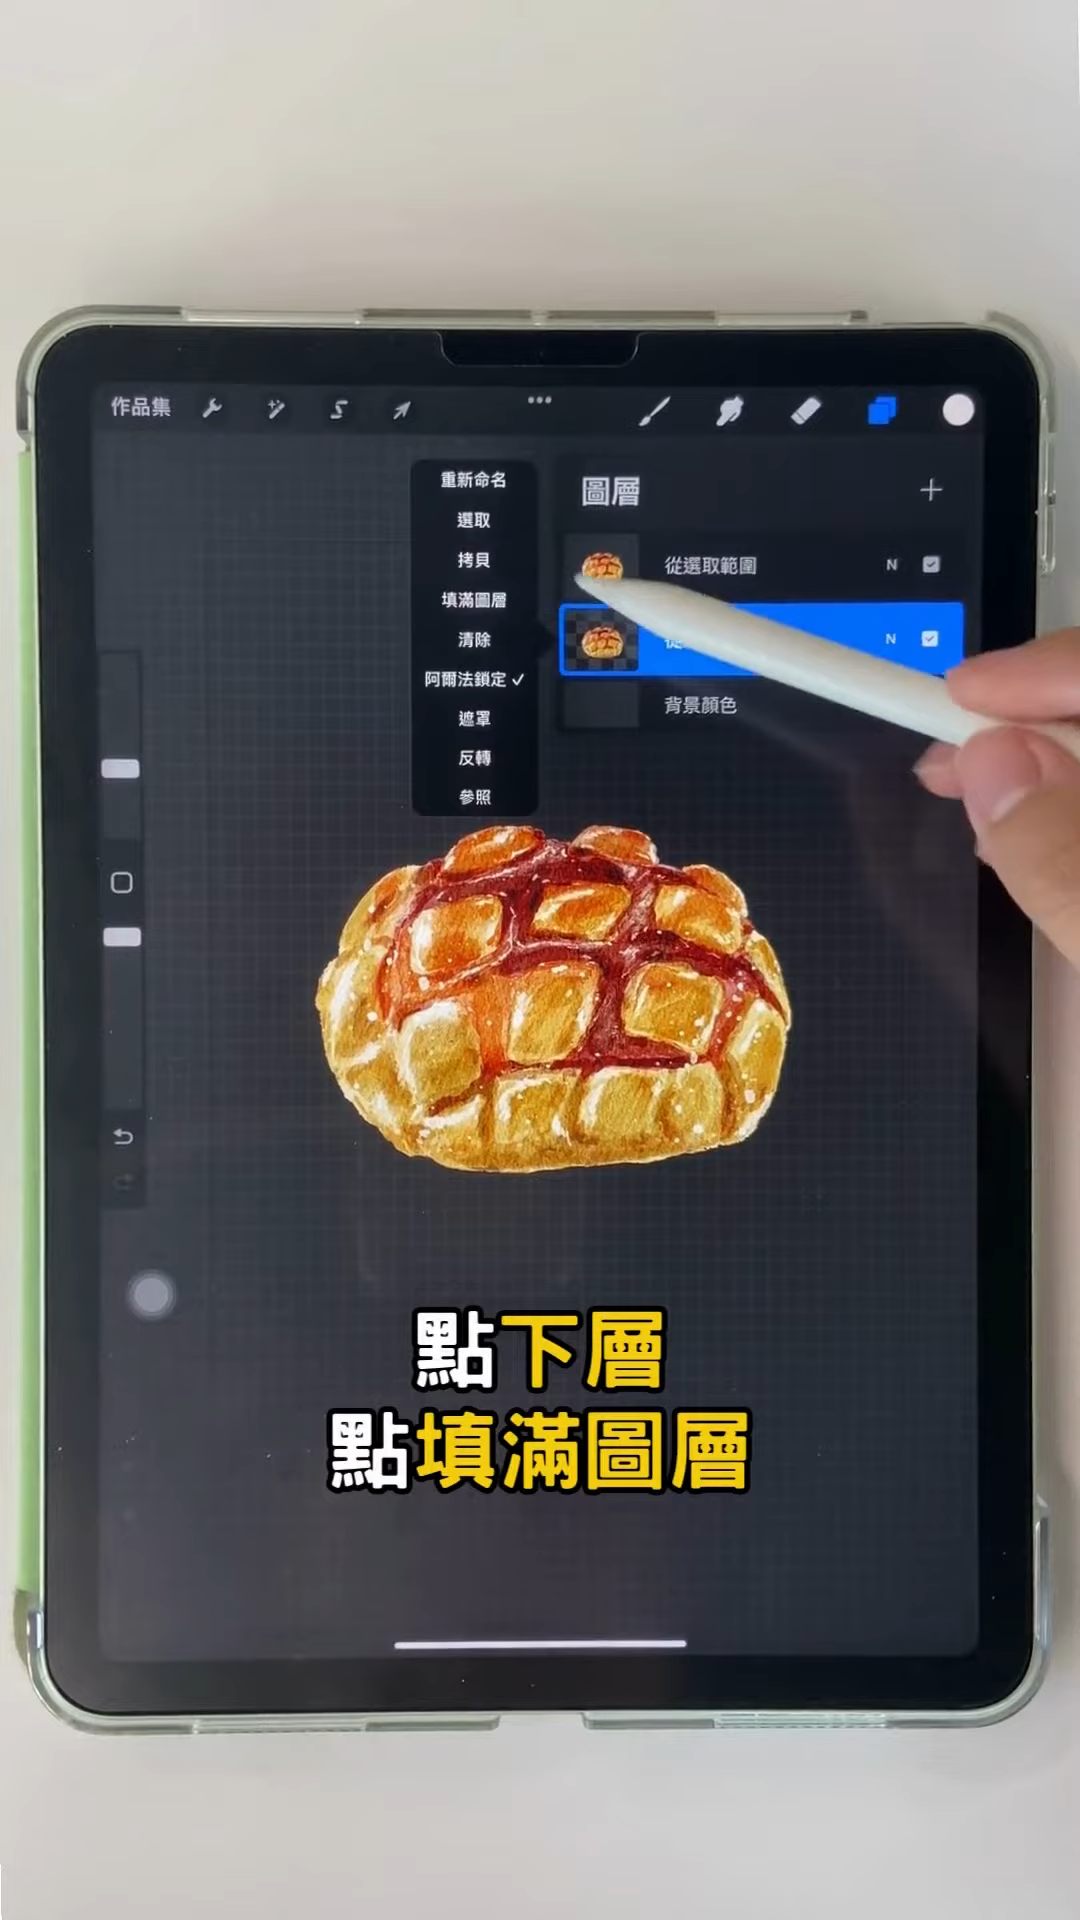 作品集
重新命名
選取
拷貝
填滿圖層
清除
阿爾法鎖定
遮罩
反轉
參照
圖層
從選取範圍
N
N
背景顏色
點下層
點填滿圖層